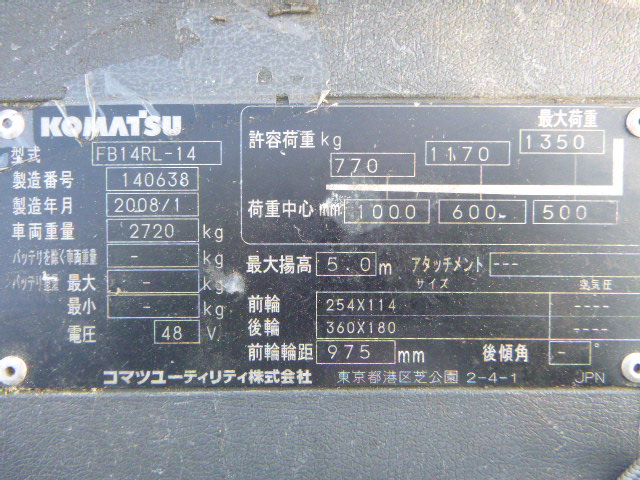 KOMATSU
型式 FB14RL-14
製造番号 140638
製造年月 2008/1
車両重量 2720 kg
バッテリを除く車両重量 - kg
バッテリ重量 最大 - kg
最小 - kg
電圧 48 V
最大荷重
許容荷重 kg 770 1170 1350
荷重中心 mm 1000 600 500
最大揚高 5.0 m アタッチメント ---
サイズ 空気圧
前輪 254X114 ----
後輪 360X180 ----
前輪輪距 975 mm 後傾角 - °
コマツユーティリティ株式会社 東京都港区芝公園 2-4-1 JPN